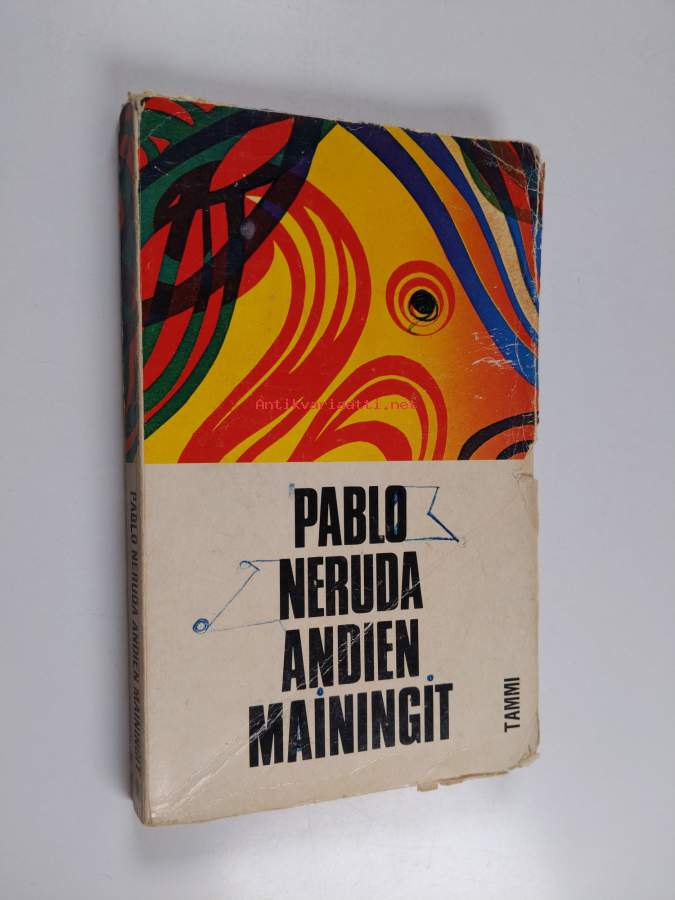 Antikvariaatti.net
PABLO
NERUDA
ANDIEN
MAININGIT
TAMMI
PABLO NERUDA ANDIEN MAININGIT